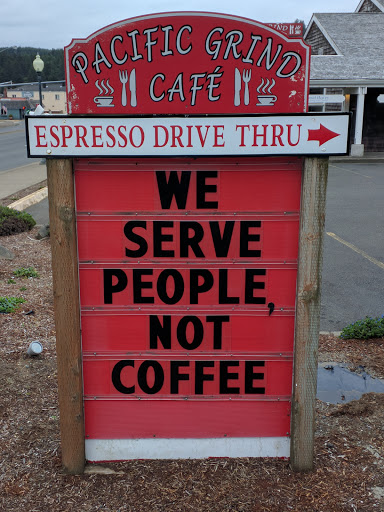 PACIFIC GRIND
CAFÉ
ESPRESSO DRIVE THRU
WE
SERVE
PEOPLE,
NOT
COFFEE